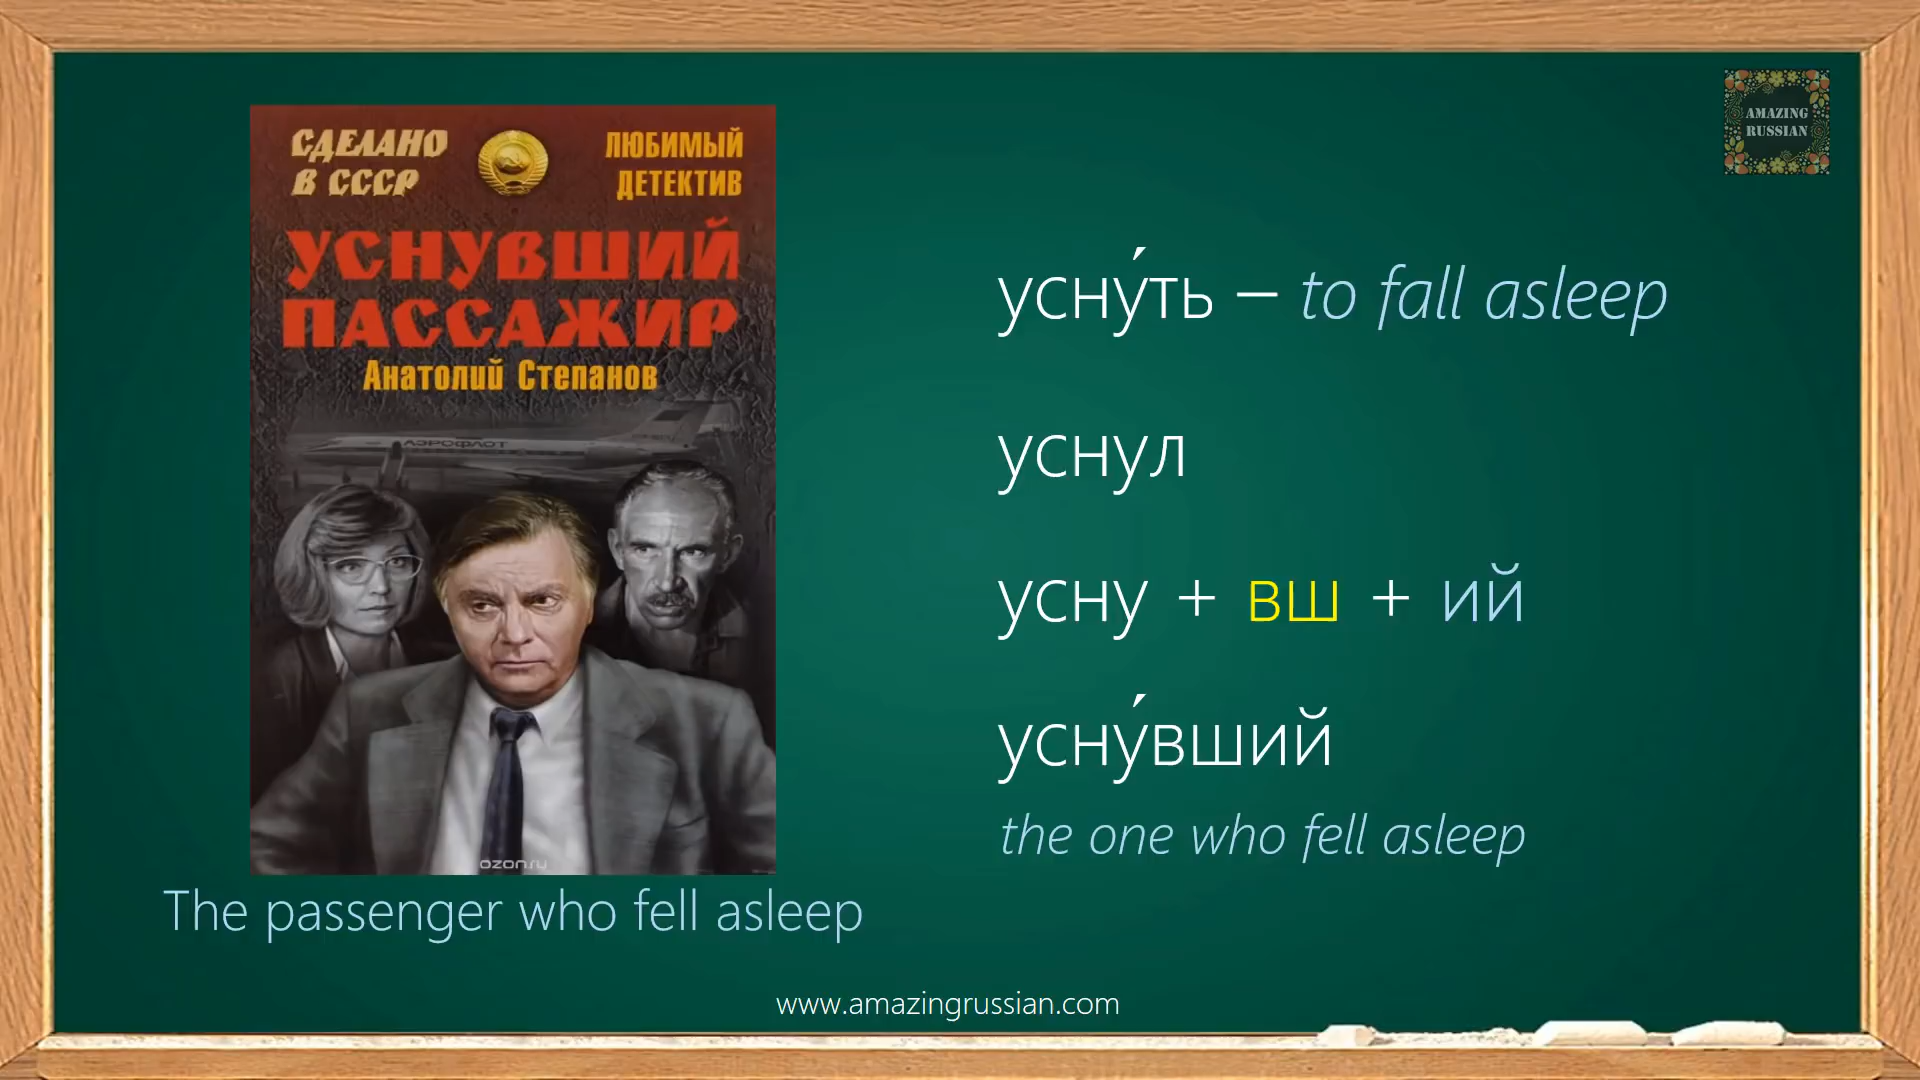 СДЕЛАНО
В СССР
ЛЮБИМЫЙ
ДЕТЕКТИВ
УСНУВШИЙ
ПАССАЖИР
Анатолий Степанов
АЭРОФЛОТ
ozon.ru
The passenger who fell asleep
AMAZING
RUSSIAN
усну́ть – to fall asleep
уснул
усну + вш + ий
усну́вший
the one who fell asleep
www.amazingrussian.com